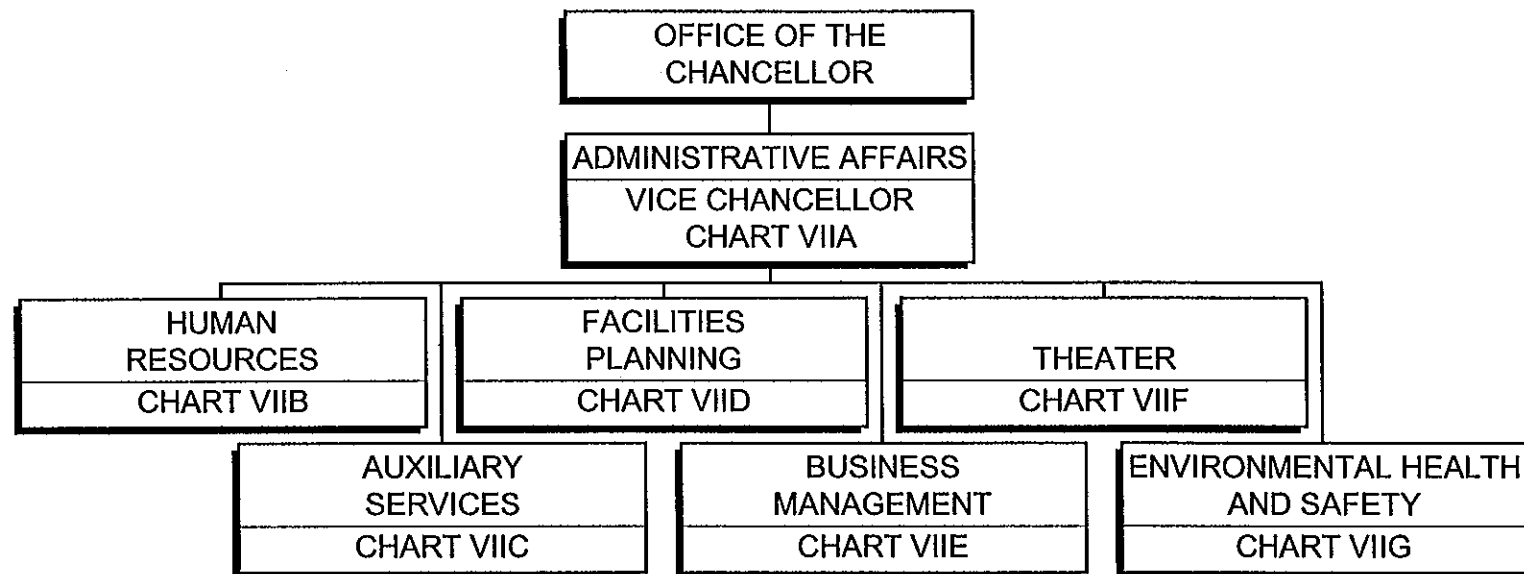 OFFICE OF THE
CHANCELLOR
ADMINISTRATIVE AFFAIRS
VICE CHANCELLOR
CHART VIIA
HUMAN
RESOURCES
CHART VIIB
FACILITIES
PLANNING
CHART VIID
THEATER
CHART VIIF
AUXILIARY
SERVICES
CHART VIIC
BUSINESS
MANAGEMENT
CHART VIIE
ENVIRONMENTAL HEALTH
AND SAFETY
CHART VIIG